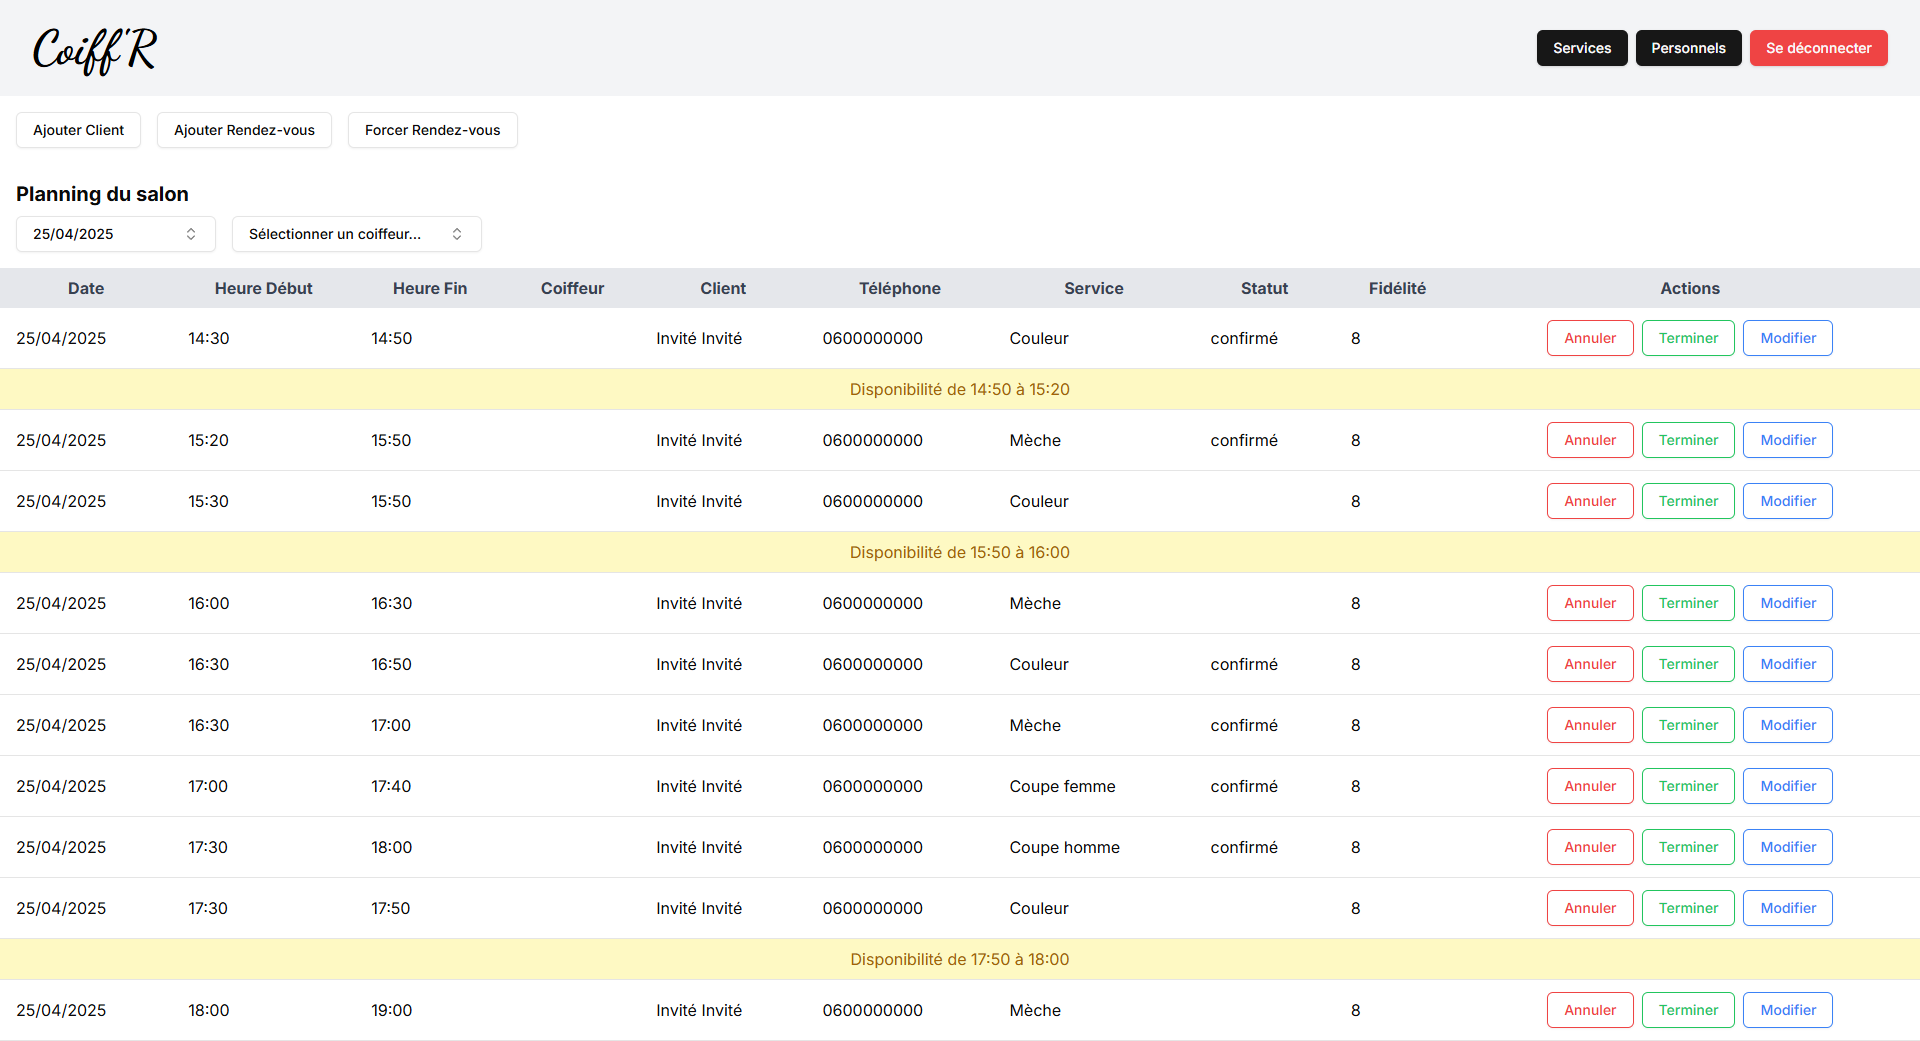 Coiff'R
Services Personnels Se déconnecter
Ajouter Client Ajouter Rendez-vous Forcer Rendez-vous
Planning du salon
25/04/2025 Sélectionner un coiffeur...
Date Heure Début Heure Fin Coiffeur Client Téléphone Service Statut Fidélité Actions
25/04/2025 14:30 14:50 Invité Invité 0600000000 Couleur confirmé 8 Annuler Terminer Modifier
Disponibilité de 14:50 à 15:20
25/04/2025 15:20 15:50 Invité Invité 0600000000 Mèche confirmé 8 Annuler Terminer Modifier
25/04/2025 15:30 15:50 Invité Invité 0600000000 Couleur 8 Annuler Terminer Modifier
Disponibilité de 15:50 à 16:00
25/04/2025 16:00 16:30 Invité Invité 0600000000 Mèche 8 Annuler Terminer Modifier
25/04/2025 16:30 16:50 Invité Invité 0600000000 Couleur confirmé 8 Annuler Terminer Modifier
25/04/2025 16:30 17:00 Invité Invité 0600000000 Mèche confirmé 8 Annuler Terminer Modifier
25/04/2025 17:00 17:40 Invité Invité 0600000000 Coupe femme confirmé 8 Annuler Terminer Modifier
25/04/2025 17:30 18:00 Invité Invité 0600000000 Coupe homme confirmé 8 Annuler Terminer Modifier
25/04/2025 17:30 17:50 Invité Invité 0600000000 Couleur 8 Annuler Terminer Modifier
Disponibilité de 17:50 à 18:00
25/04/2025 18:00 19:00 Invité Invité 0600000000 Mèche 8 Annuler Terminer Modifier